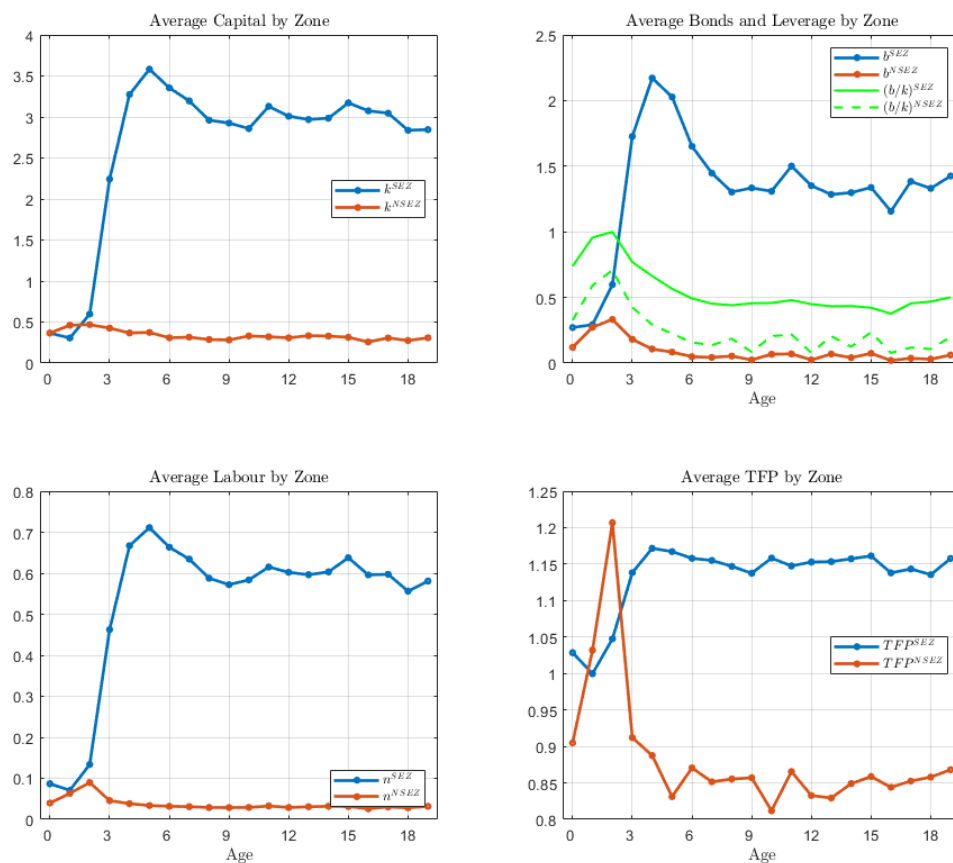 Average Capital by Zone
4
3.5
3
2.5
2
1.5
1
0.5
0
k^SEZ
k^NSEZ
0 3 6 9 12 15 18
Average Bonds and Leverage by Zone
2.5
2
1.5
1
0.5
0
b^SEZ
b^NSEZ
(b/k)^SEZ
(b/k)^NSEZ
0 3 6 9 12 15 18
Age
Average Labour by Zone
0.8
0.7
0.6
0.5
0.4
0.3
0.2
0.1
0
n^SEZ
n^NSEZ
0 3 6 9 12 15 18
Age
Average TFP by Zone
1.25
1.2
1.15
1.1
1.05
1
0.95
0.9
0.85
0.8
TFP^SEZ
TFP^NSEZ
0 3 6 9 12 15 18
Age